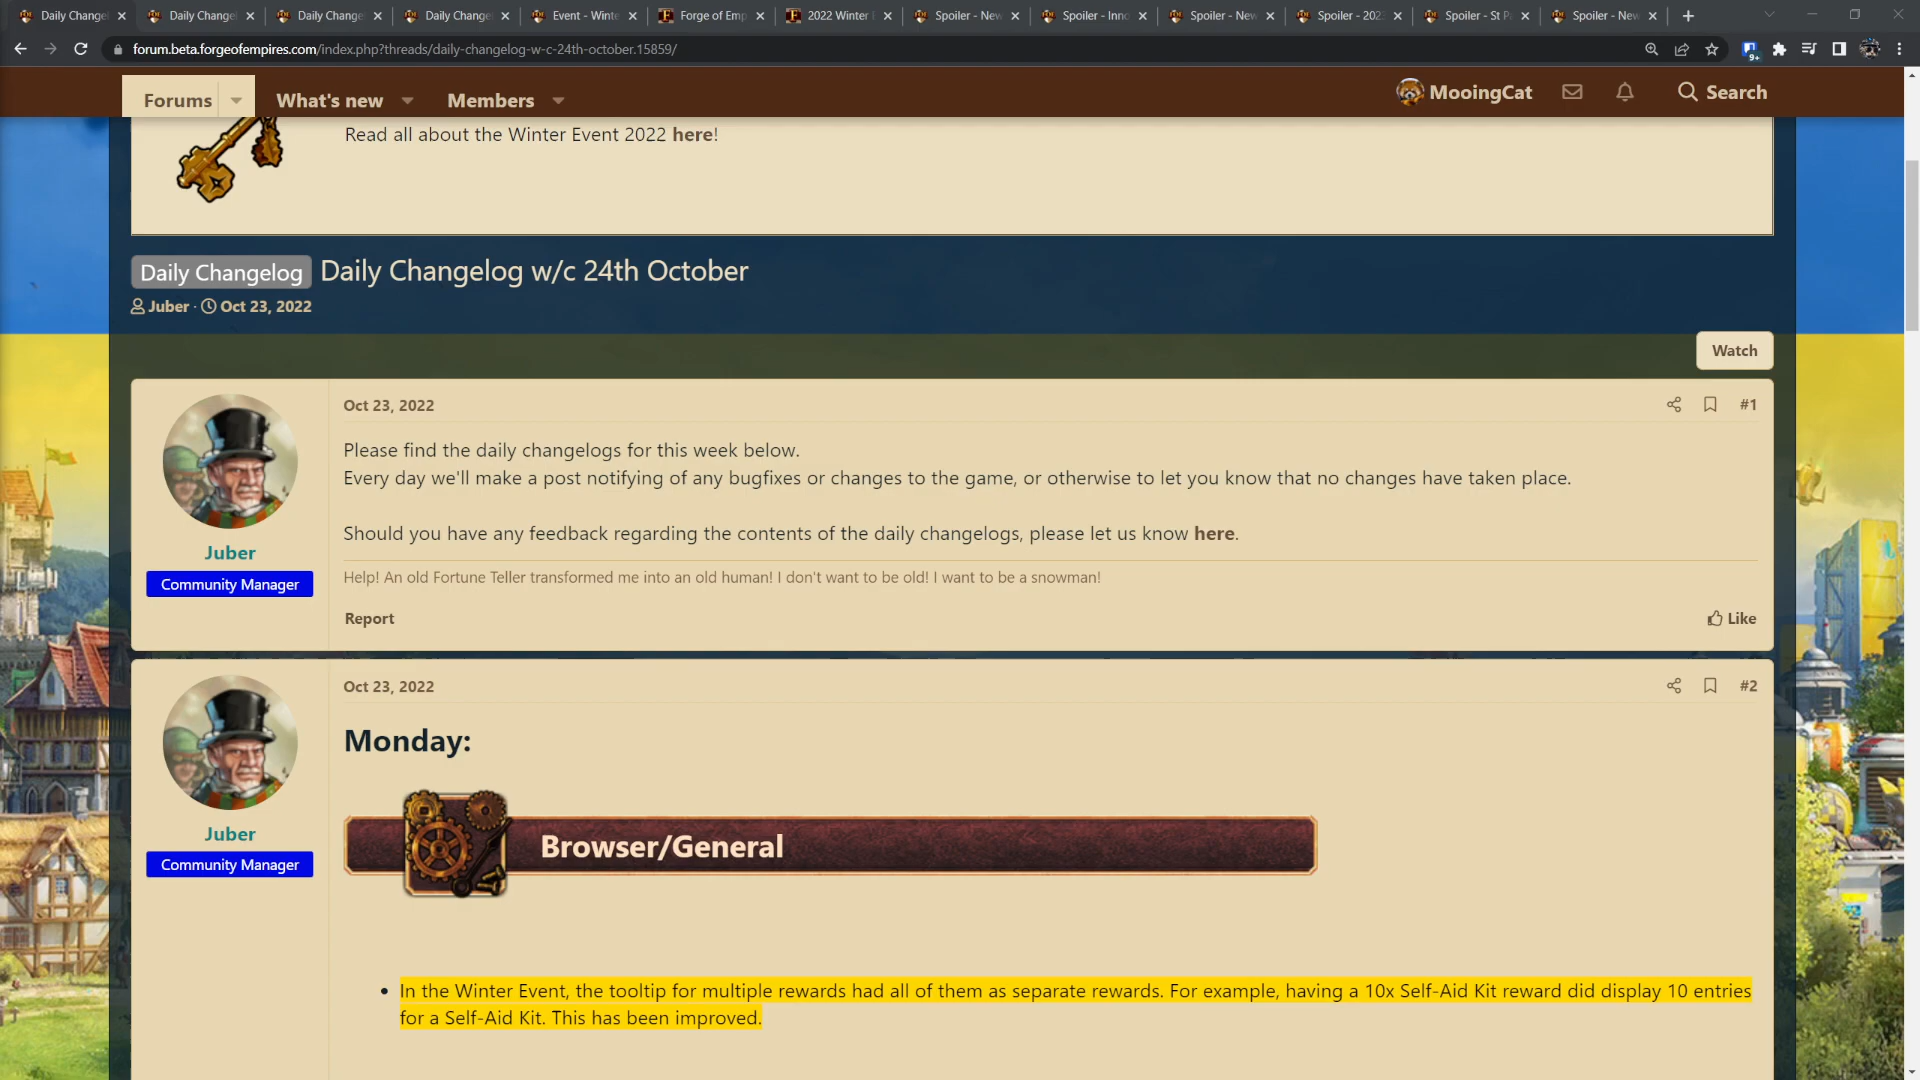 Daily Changel
Daily Changel
Daily Change
Daily Change
Event - Winte
Forge of Emp
2022 Winter E
Spoiler - New
Spoiler - Inno
Spoiler - New
Spoiler - 202
Spoiler - St P
Spoiler - New
forum.beta.forgeofempires.com/index.php?threads/daily-changelog-w-c-24th-october.15859/
9+
Forums
What's new
Members
MooingCat
Search
Read all about the Winter Event 2022 here!
Daily Changelog Daily Changelog w/c 24th October
Juber · Oct 23, 2022
Watch
Oct 23, 2022
#1
Please find the daily changelogs for this week below.
Every day we'll make a post notifying of any bugfixes or changes to the game, or otherwise to let you know that no changes have taken place.
Should you have any feedback regarding the contents of the daily changelogs, please let us know here.
Juber
Community Manager
Help! An old Fortune Teller transformed me into an old human! I don't want to be old! I want to be a snowman!
Report
Like
Oct 23, 2022
#2
Monday:
Juber
Community Manager
Browser/General
• In the Winter Event, the tooltip for multiple rewards had all of them as separate rewards. For example, having a 10x Self-Aid Kit reward did display 10 entries
for a Self-Aid Kit. This has been improved.